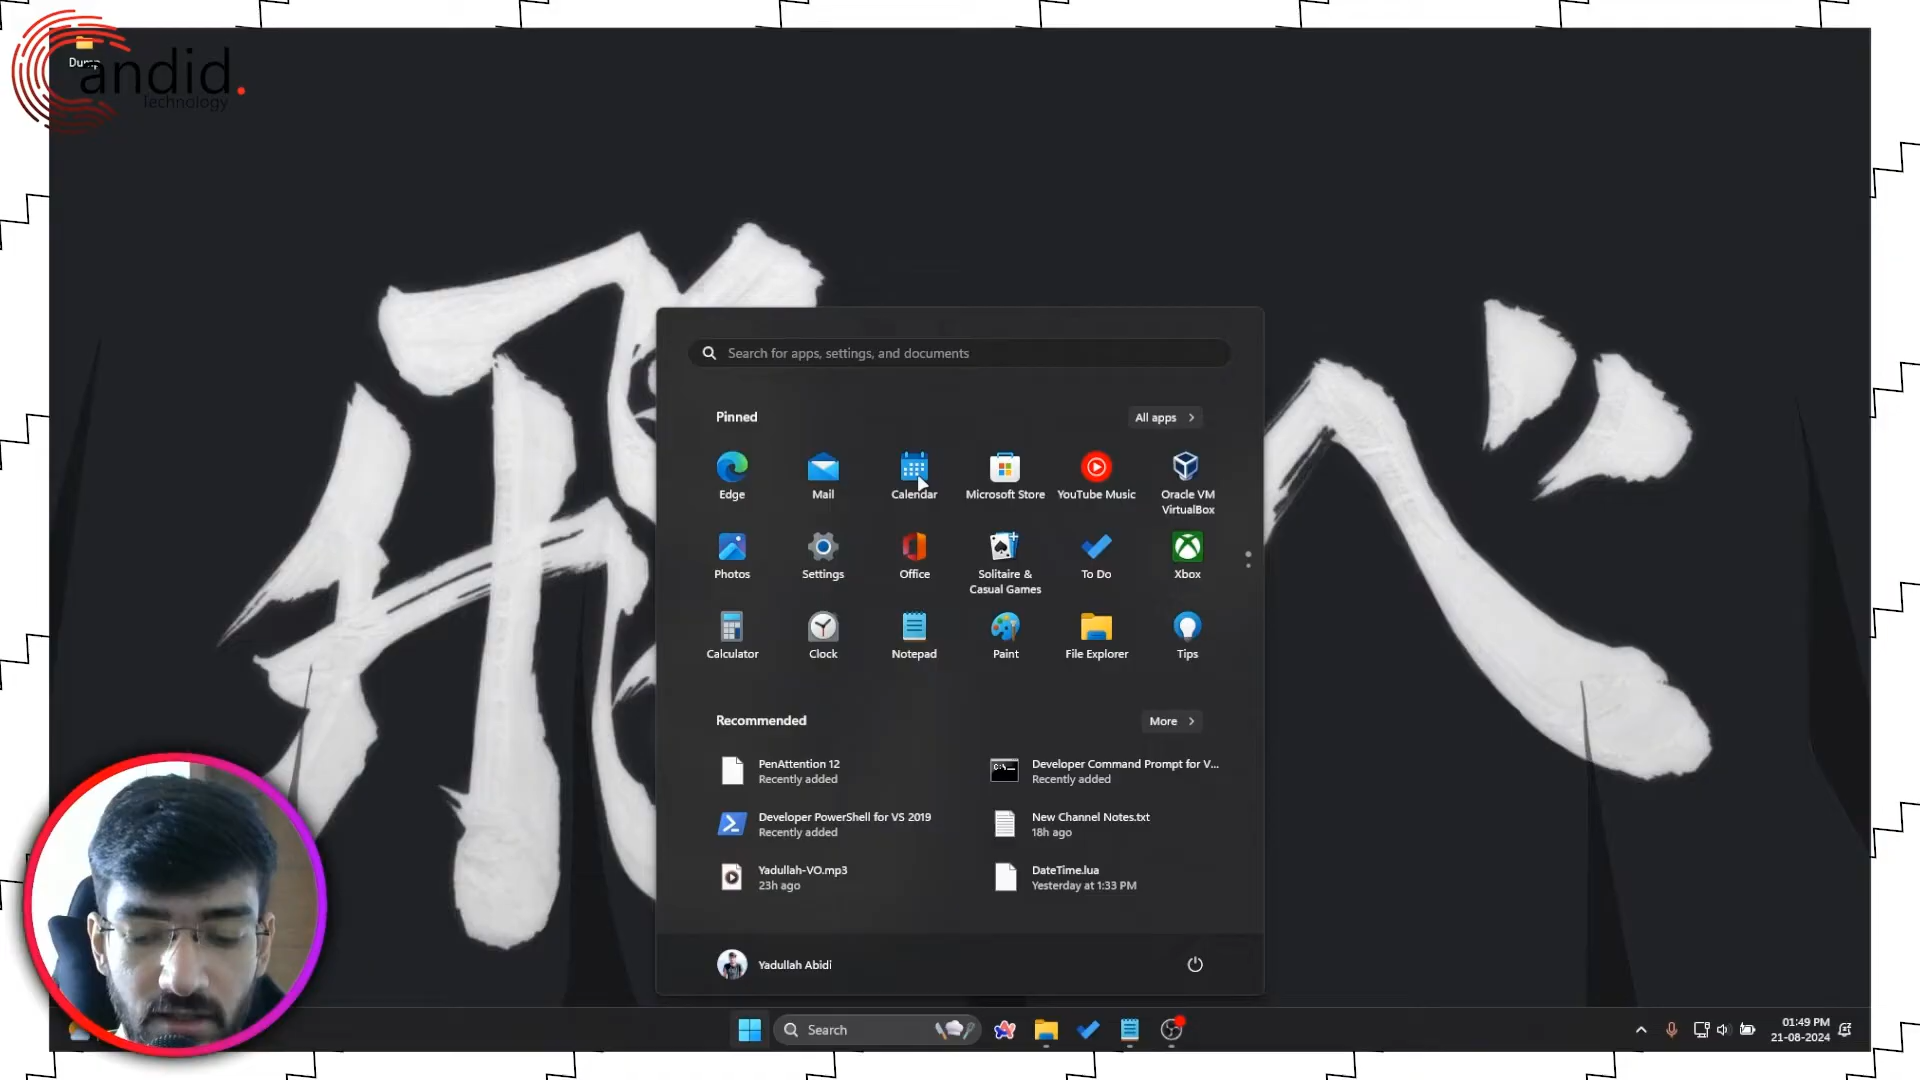 Dump
Candid.
Technology
Search for apps, settings, and documents
Pinned
All apps
Edge
Mail
Calendar
Microsoft Store
YouTube Music
Oracle VM
VirtualBox
Photos
Settings
Office
Solitaire &
Casual Games
To Do
Xbox
Calculator
Clock
Notepad
Paint
File Explorer
Tips
Recommended
More
PenAttention 12
Recently added
Developer Command Prompt for V...
Recently added
Developer PowerShell for VS 2019
Recently added
New Channel Notes.txt
18h ago
Yadullah-VO.mp3
23h ago
DateTime.lua
Yesterday at 1:33 PM
Yadullah Abidi
Search
01:49 PM
21-08-2024